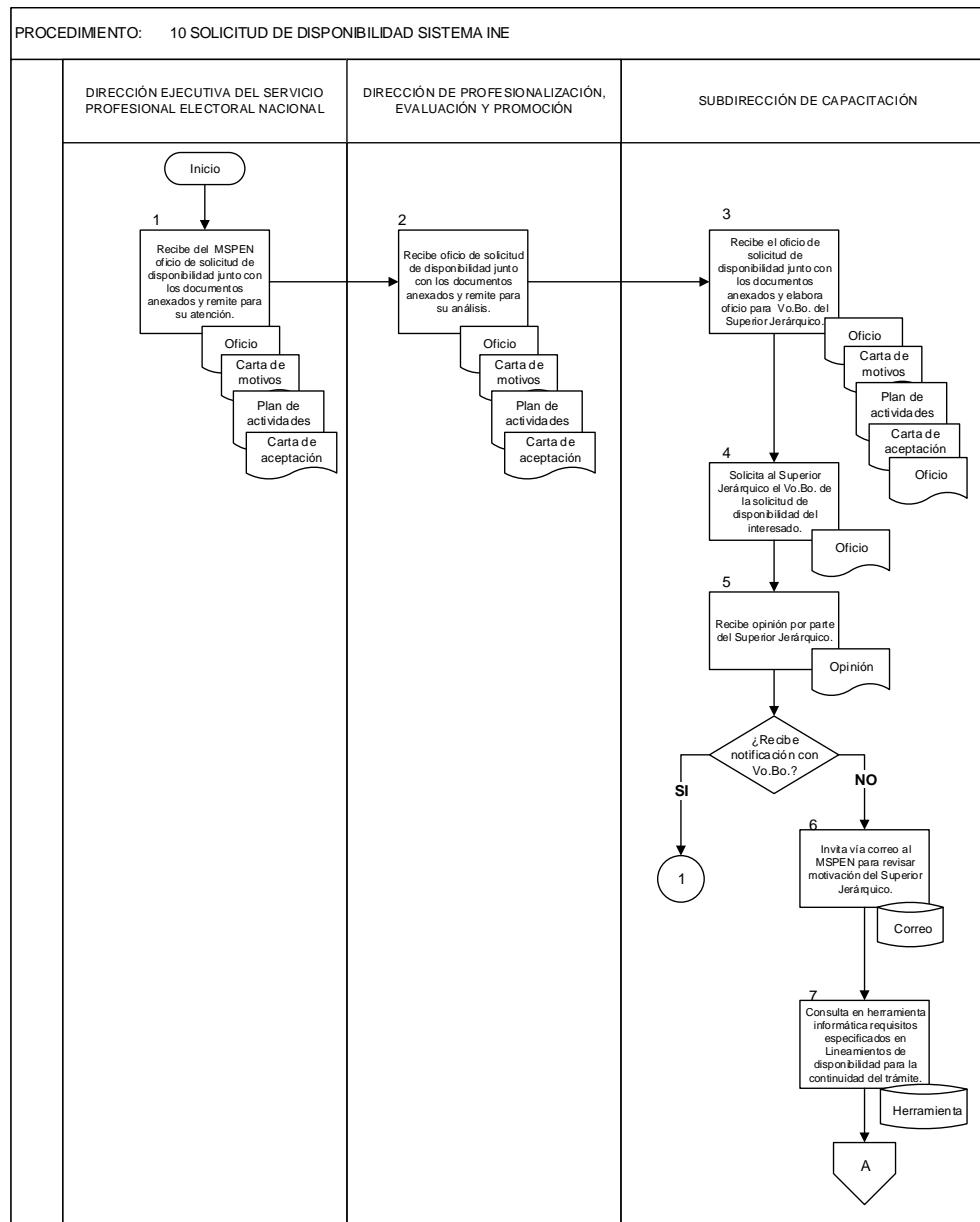 PROCEDIMIENTO: 10 SOLICITUD DE DISPONIBILIDAD SISTEMA INE
DIRECCIÓN EJECUTIVA DEL SERVICIO
PROFESIONAL ELECTORAL NACIONAL
DIRECCIÓN DE PROFESIONALIZACIÓN,
EVALUACIÓN Y PROMOCIÓN
SUBDIRECCIÓN DE CAPACITACIÓN
Inicio
1
Recibe del MSPEN
oficio de solicitud de
disponibilidad junto con
los documentos
anexados y remite para
su atención.
Oficio
Carta de
motivos
Plan de
actividades
Carta de
aceptación
2
Recibe oficio de solicitud
de disponibilidad junto
con los documentos
anexados y remite para
su análisis.
Oficio
Carta de
motivos
Plan de
actividades
Carta de
aceptación
3
Recibe el oficio de
solicitud de
disponibilidad junto con
los documentos
anexados y elabora
oficio para Vo.Bo. del
Superior Jerárquico.
Oficio
Carta de
motivos
Plan de
actividades
Carta de
aceptación
Oficio
4
Solicita al Superior
Jerárquico el Vo.Bo. de
la solicitud de
disponibilidad del
interesado.
Oficio
5
Recibe opinión por parte
del Superior Jerárquico.
Opinión
¿Recibe
notificación con
Vo.Bo.?
SI
NO
1
6
Invita vía correo al
MSPEN para revisar
motivación del Superior
Jerárquico.
Correo
7
Consulta en herramienta
informática requisitos
especificados en
Lineamientos de
disponibilidad para la
continuidad del trámite.
Herramienta
A